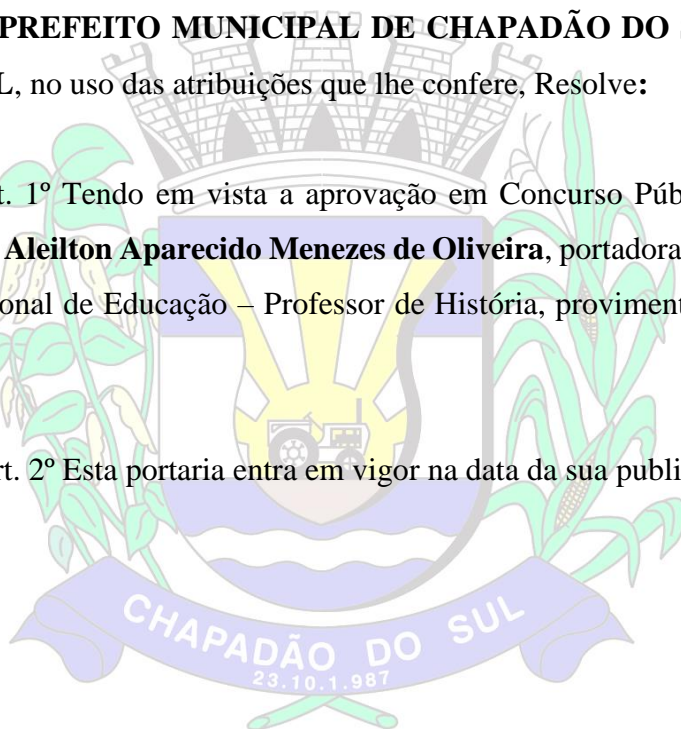 PREFEITO MUNICIPAL DE CHAPADÃO DO
L, no uso das atribuições que lhe confere, Resolve:
t. 1º Tendo em vista a aprovação em Concurso Púb
Aleilton Aparecido Menezes de Oliveira, portadora
onal de Educação – Professor de História, proviment
rt. 2º Esta portaria entra em vigor na data da sua publi
CHAPADÃO DO SUL
23.10.1.987